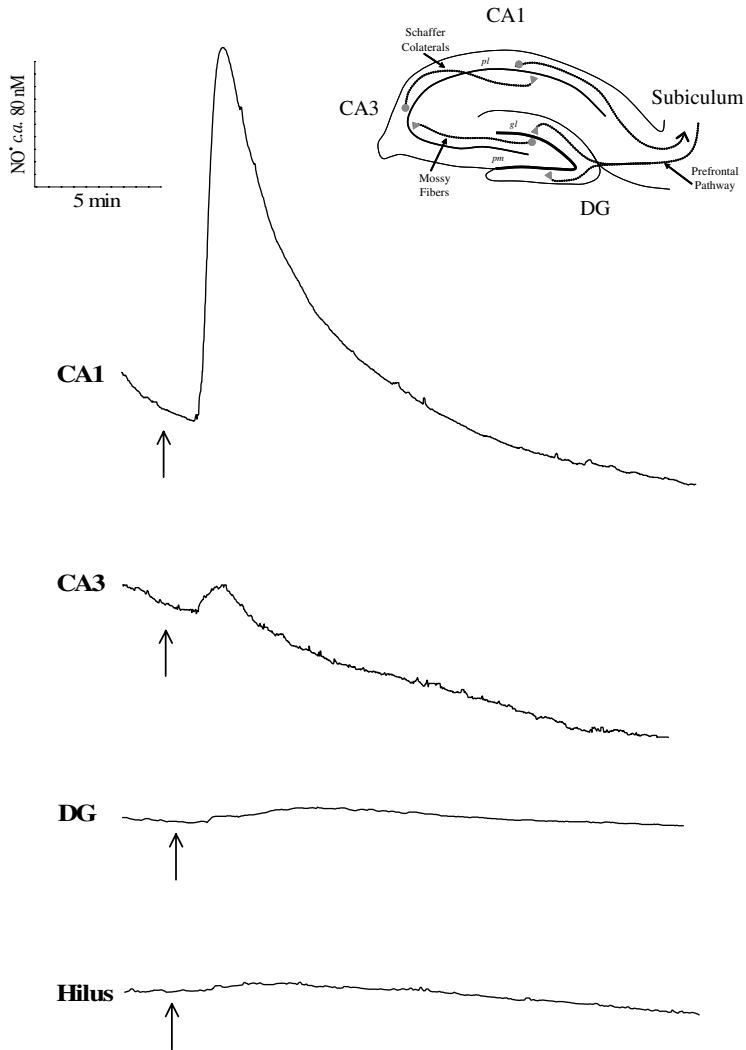 CA1
Schaffer
Colaterals
pl
CA3
Subiculum
gl
pm
Mossy
Fibers
Prefrontal
Pathway
DG
NO• c.a. 80 nM
5 min
CA1
CA3
DG
Hilus